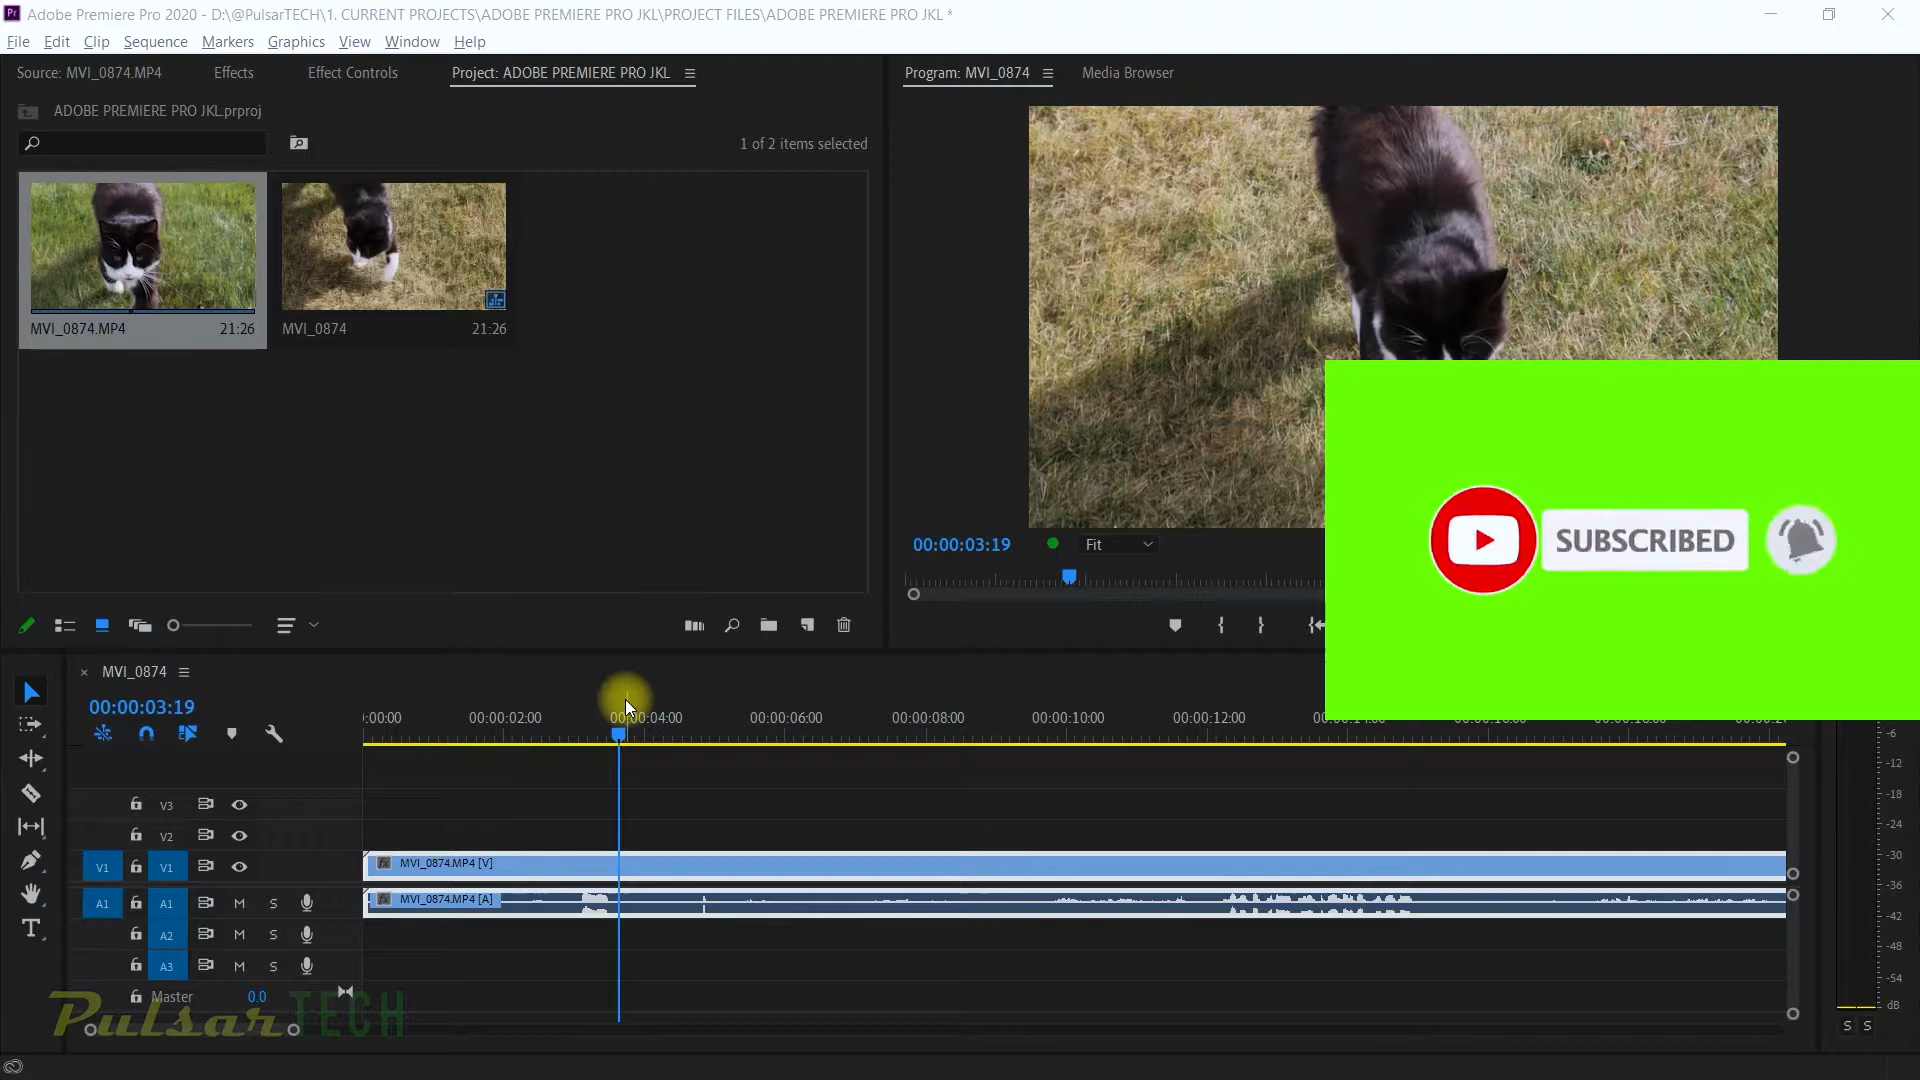 Adobe Premiere Pro 2020 - D:\@PulsarTECH\1. CURRENT PROJECTS\ADOBE PREMIERE PRO JKL\PROJECT FILES\ADOBE PREMIERE PRO JKL *
File Edit Clip Sequence Markers Graphics View Window Help
Source: MVI_0874.MP4 Effects Effect Controls Project: ADOBE PREMIERE PRO JKL
Program: MVI_0874 Media Browser
ADOBE PREMIERE PRO JKL.prproj
1 of 2 items selected
MVI_0874.MP4 21:26
MVI_0874 21:26
00:00:03:19 Fit
SUBSCRIBED
MVI_0874
00:00:03:19
:00:00 00:00:02:00 00:00:04:00 00:00:06:00 00:00:08:00 00:00:10:00 00:00:12:00
V3
V2
V1 V1 fx MVI_0874.MP4 [V]
A1 A1 M S fx MVI_0874.MP4 [A]
A2 M S
A3 M S
Master 0.0
PulsarTECH
-6
-12
-18
-24
-30
-36
-42
-48
-54
dB
S S